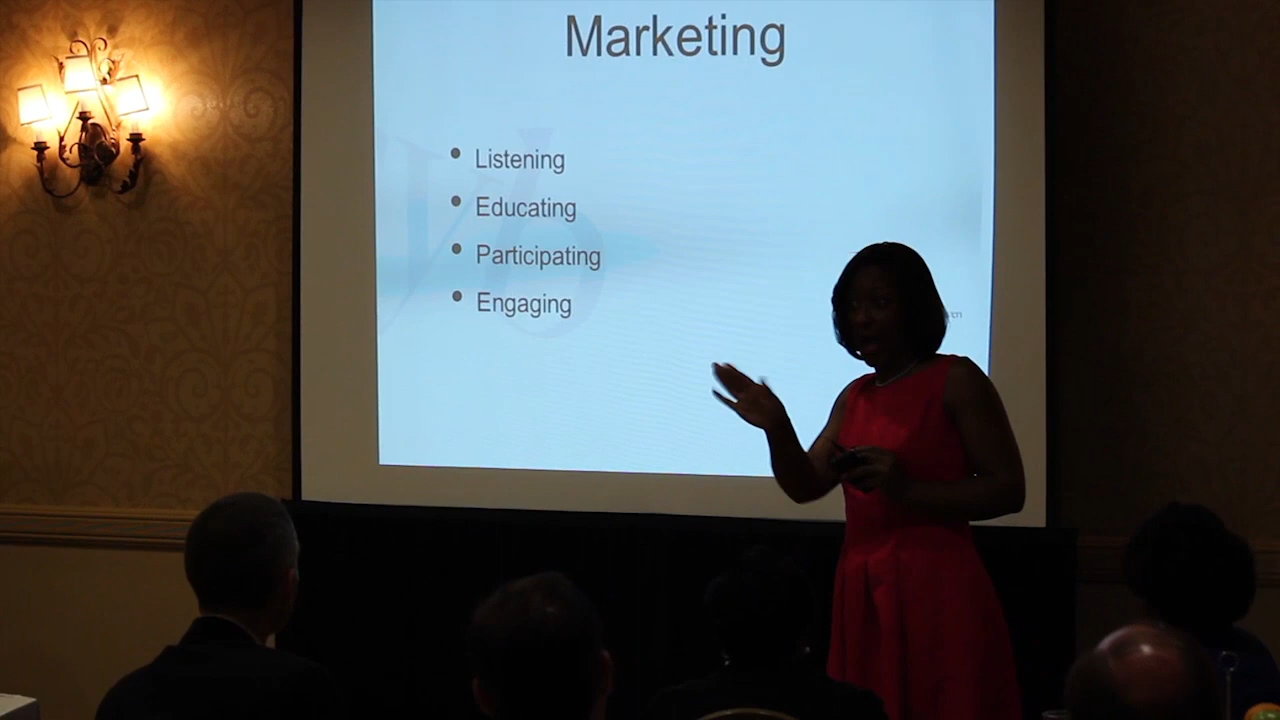 Marketing
Listening
Educating
Participating
Engaging